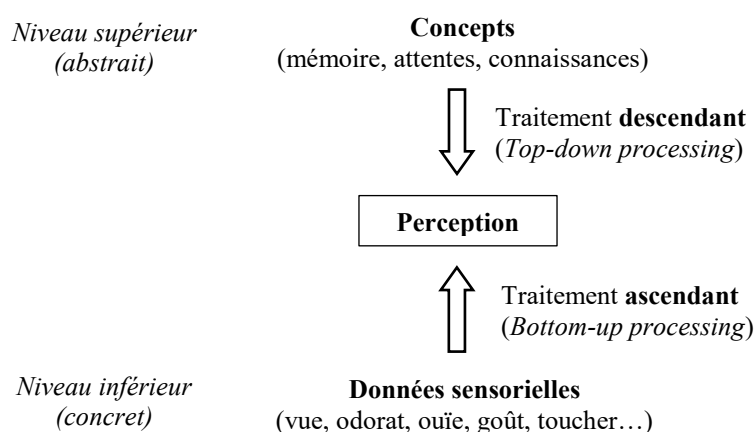 Niveau supérieur
(abstrait)
Concepts
(mémoire, attentes, connaissances)
Traitement descendant
(Top-down processing)
Perception
Traitement ascendant
(Bottom-up processing)
Niveau inférieur
(concret)
Données sensorielles
(vue, odorat, ouïe, goût, toucher…)